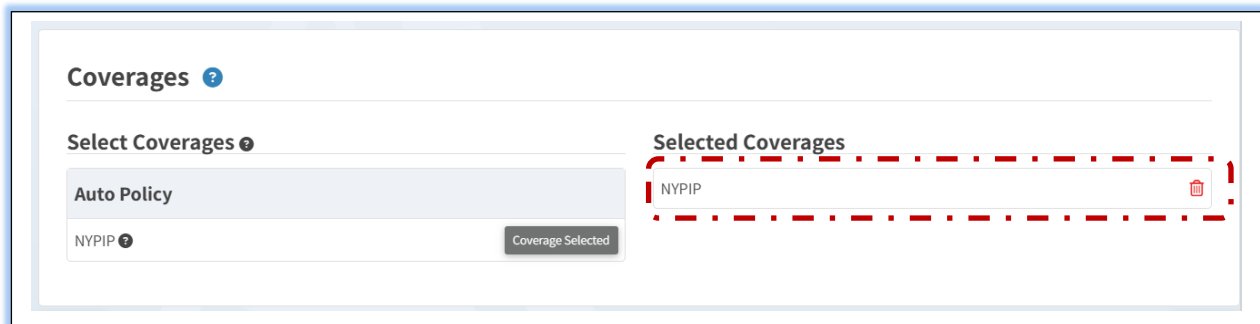 Coverages ?
Select Coverages ?
Auto Policy
NYPIP ?
Coverage Selected
Selected Coverages
NYPIP